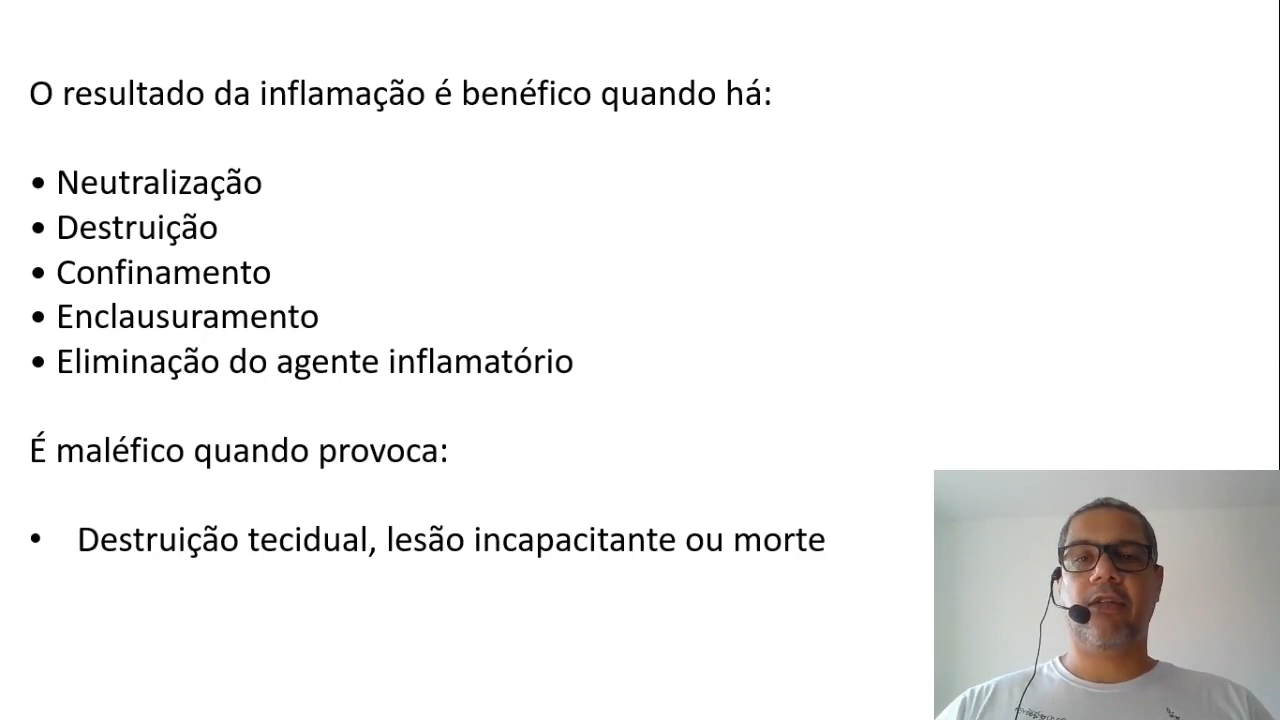 O resultado da inflamação é benéfico quando há:
• Neutralização
• Destruição
• Confinamento
• Enclausuramento
• Eliminação do agente inflamatório
É maléfico quando provoca:
• Destruição tecidual, lesão incapacitante ou morte